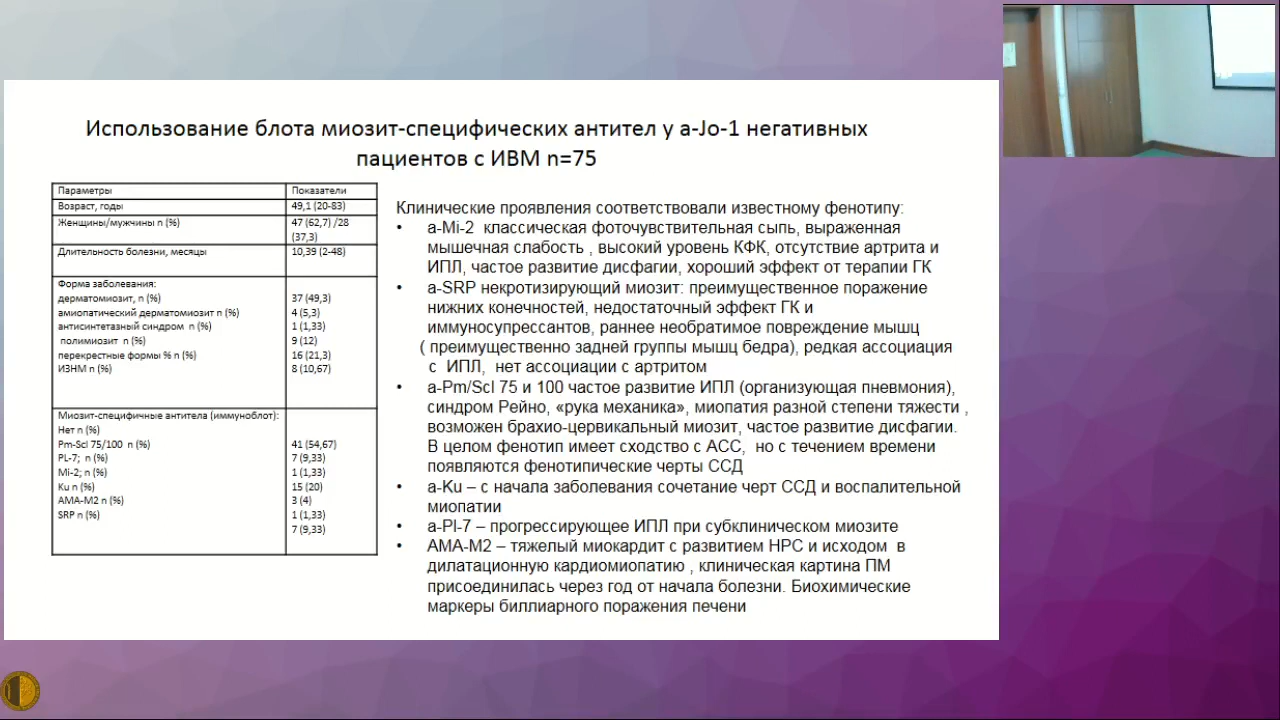 Использование блота миозит-специфических антител у а-Jo-1 негативных
пациентов с ИВМ n=75
Параметры Показатели
Возраст, годы 49,1 (20-83)
Женщины/мужчины n (%) 47 (62,7) /28
(37,3)
Длительность болезни, месяцы 10,39 (2-48)
Форма заболевания:
дерматомиозит, n (%) 37 (49,3)
амиопатический дерматомиозит n (%) 4 (5,3)
антисинтетазный синдром n (%) 1 (1,33)
полимиозит n (%) 9 (12)
перекрестные формы % n (%) 16 (21,3)
ИЗНМ n (%) 8 (10,67)
Миозит-специфичные антитела (иммуноблот):
Нет n (%)
Pm-Scl 75/100 n (%) 41 (54,67)
PL-7; n (%) 7 (9,33)
Mi-2; n (%) 1 (1,33)
Ku n (%) 15 (20)
AMA-M2 n (%) 3 (4)
SRP n (%) 1 (1,33)
7 (9,33)
Клинические проявления соответствовали известному фенотипу:
• а-Mi-2 классическая фоточувствительная сыпь, выраженная
мышечная слабость , высокий уровень КФК, отсутствие артрита и
ИПЛ, частое развитие дисфагии, хороший эффект от терапии ГК
• а-SRP некротизирующий миозит: преимущественное поражение
нижних конечностей, недостаточный эффект ГК и
иммуносупрессантов, раннее необратимое повреждение мышц
( преимущественно задней группы мышц бедра), редкая ассоциация
с ИПЛ, нет ассоциации с артритом
• а-Pm/Scl 75 и 100 частое развитие ИПЛ (организующая пневмония),
синдром Рейно, «рука механика», миопатия разной степени тяжести ,
возможен брахио-цервикальный миозит, частое развитие дисфагии.
В целом фенотип имеет сходство с АСС, но с течением времени
появляются фенотипические черты ССД
• а-Ku – с начала заболевания сочетание черт ССД и воспалительной
миопатии
• а-Pl-7 – прогрессирующее ИПЛ при субклиническом миозите
• АМА-М2 – тяжелый миокардит с развитием НРС и исходом в
дилатационную кардиомиопатию , клиническая картина ПМ
присоединилась через год от начала болезни. Биохимические
маркеры биллиарного поражения печени